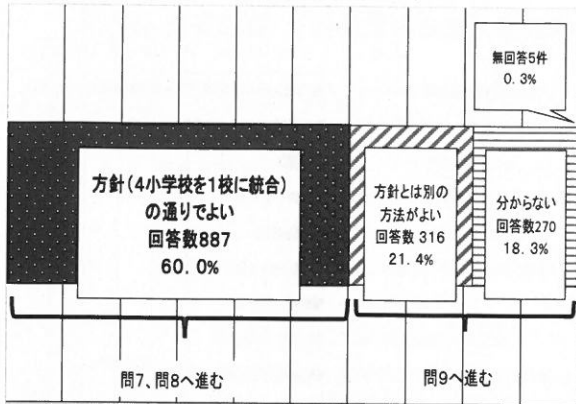 無回答5件
0.3%
方針(4小学校を1校に統合)
の通りでよい
回答数887
60.0%
方針とは別の
方法がよい
回答数 316
21.4%
分からない
回答数270
18.3%
問7、問8へ進む
問9へ進む